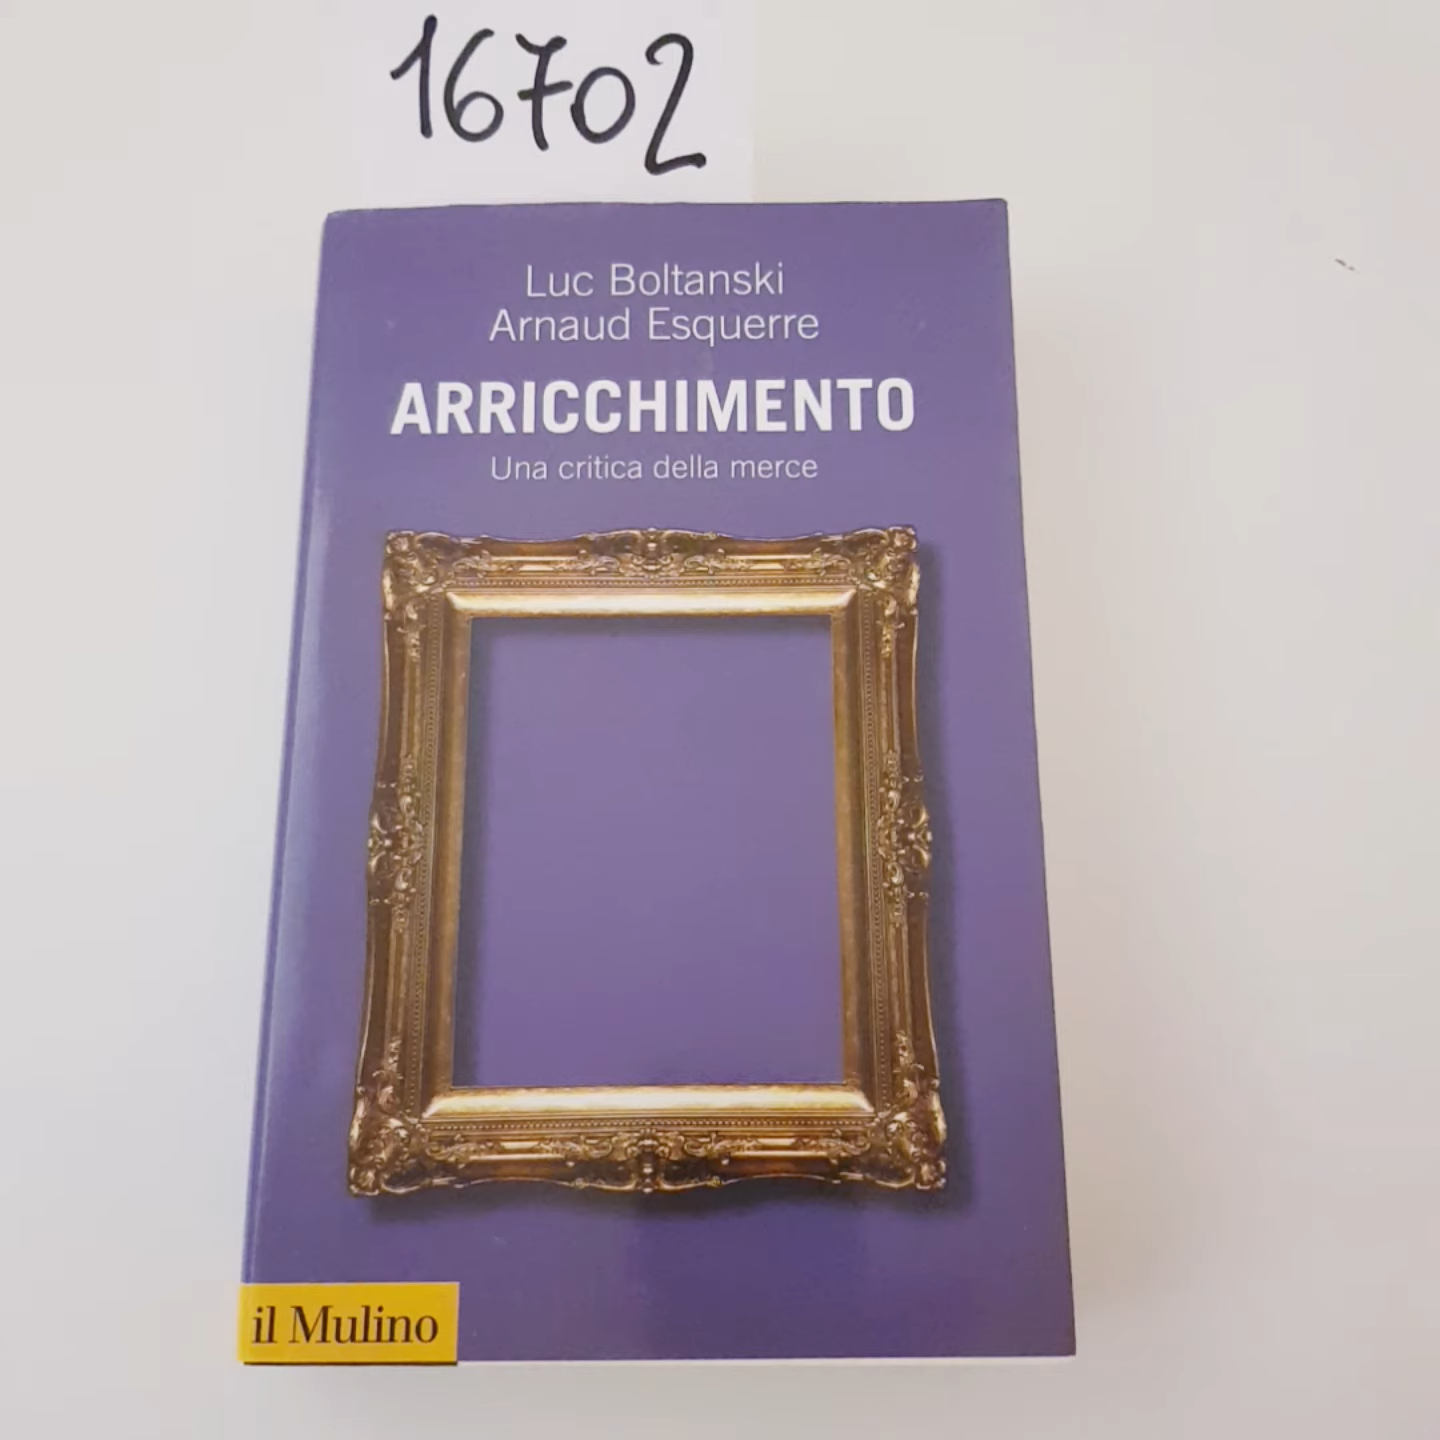 16702
Luc Boltanski
Arnaud Esquerre
ARRICCHIMENTO
Una critica della merce
il Mulino